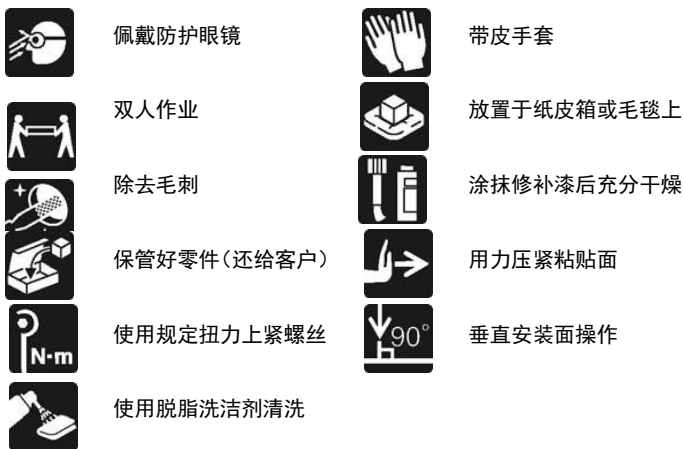 佩戴防护眼镜
带皮手套
双人作业
放置于纸皮箱或毛毯上
除去毛刺
涂抹修补漆后充分干燥
保管好零件(还给客户)
用力压紧粘贴面
N·m
使用规定扭力上紧螺丝
90°
垂直安装面操作
使用脱脂洗洁剂清洗